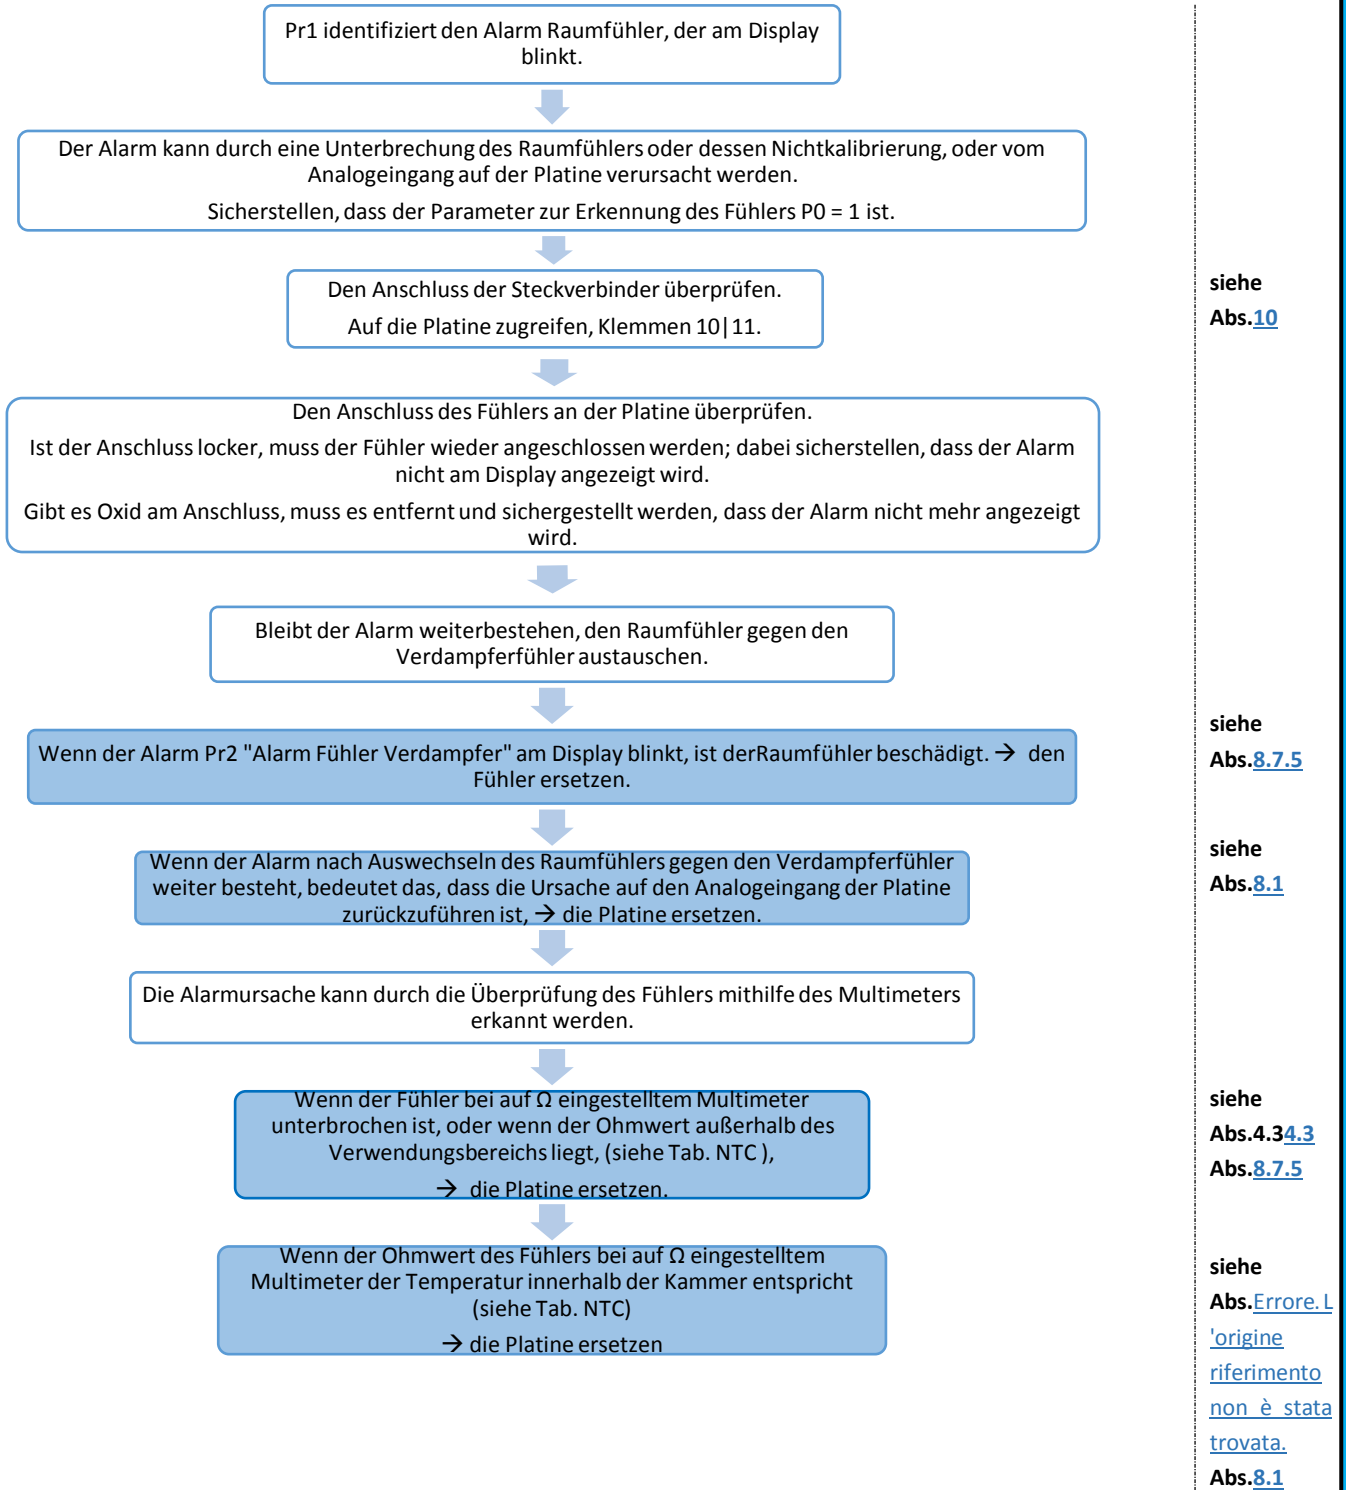 Pr1 identifiziert den Alarm Raumfühler, der am Display
blinkt.
Der Alarm kann durch eine Unterbrechung des Raumfühlers oder dessen Nichtkalibrierung, oder vom
Analogeingang auf der Platine verursacht werden.
Sicherstellen, dass der Parameter zur Erkennung des Fühlers P0 = 1 ist.
Den Anschluss der Steckverbinder überprüfen.
Auf die Platine zugreifen, Klemmen 10|11.
siehe
Abs.10
Den Anschluss des Fühlers an der Platine überprüfen.
Ist der Anschluss locker, muss der Fühler wieder angeschlossen werden; dabei sicherstellen, dass der Alarm
nicht am Display angezeigt wird.
Gibt es Oxid am Anschluss, muss es entfernt und sichergestellt werden, dass der Alarm nicht mehr angezeigt
wird.
Bleibt der Alarm weiterbestehen, den Raumfühler gegen den
Verdampferfühler austauschen.
Wenn der Alarm Pr2 "Alarm Fühler Verdampfer" am Display blinkt, ist derRaumfühler beschädigt. → den
Fühler ersetzen.
siehe
Abs.8.7.5
Wenn der Alarm nach Auswechseln des Raumfühlers gegen den Verdampferfühler
weiter besteht, bedeutet das, dass die Ursache auf den Analogeingang der Platine
zurückzuführen ist, → die Platine ersetzen.
siehe
Abs.8.1
Die Alarmursache kann durch die Überprüfung des Fühlers mithilfe des Multimeters
erkannt werden.
Wenn der Fühler bei auf Ω eingestelltem Multimeter
unterbrochen ist, oder wenn der Ohmwert außerhalb des
Verwendungsbereichs liegt, (siehe Tab. NTC ),
→ die Platine ersetzen.
siehe
Abs.4.34.3
Abs.8.7.5
Wenn der Ohmwert des Fühlers bei auf Ω eingestelltem
Multimeter der Temperatur innerhalb der Kammer entspricht
(siehe Tab. NTC)
→ die Platine ersetzen
siehe
Abs.Errore. L
'origine
riferimento
non è stata
trovata.
Abs.8.1